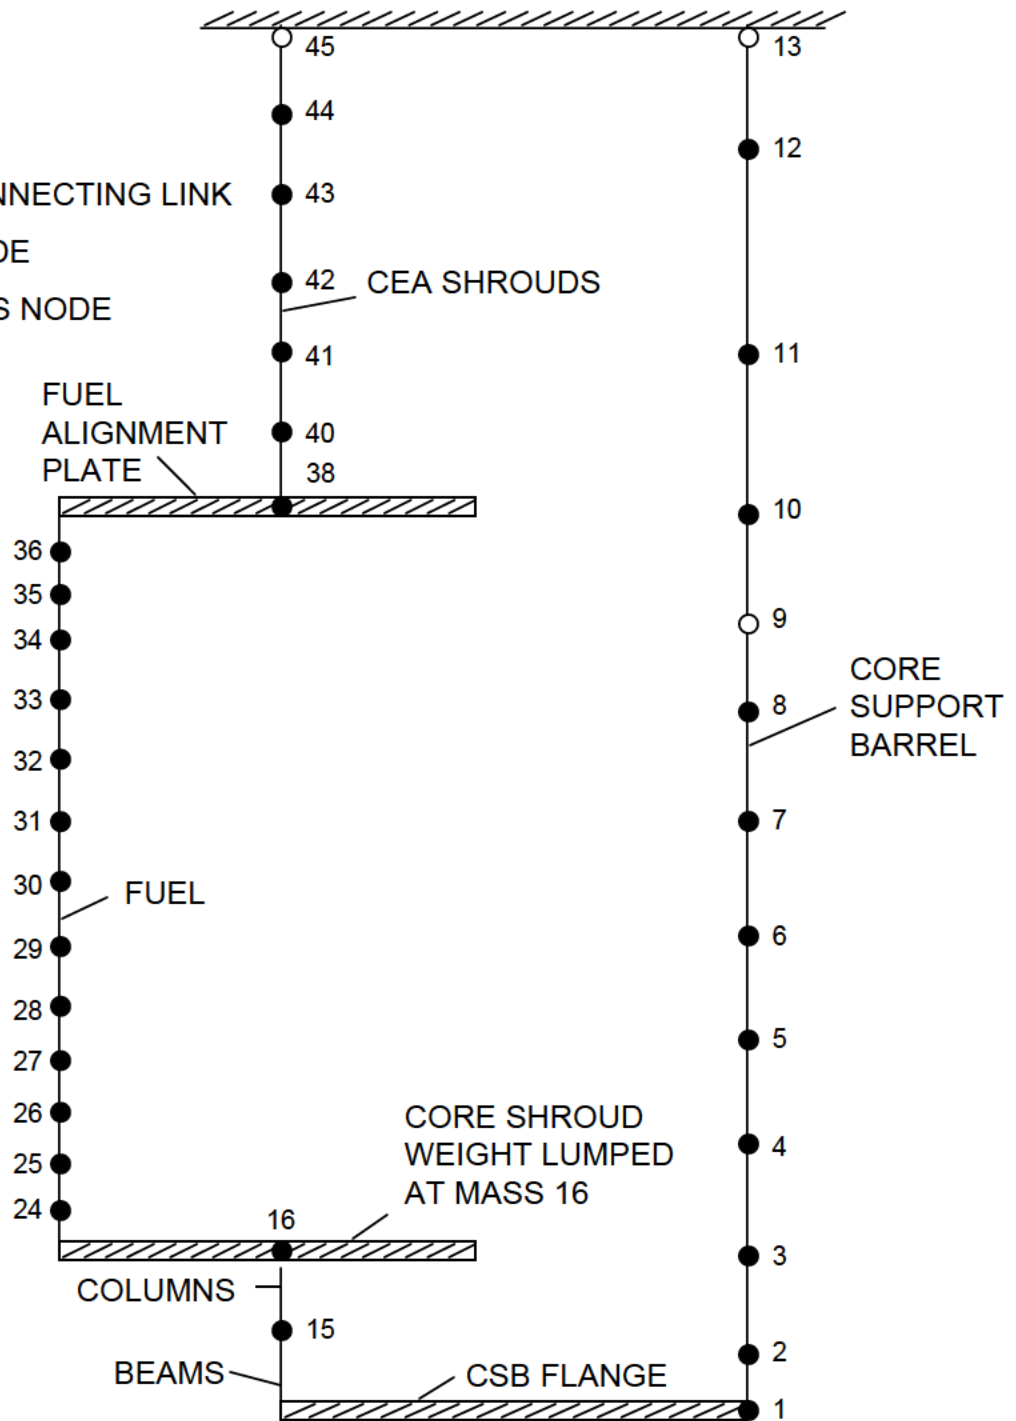 45
13
44
12
NNECTING LINK
43
DE
42
CEA SHROUDS
S NODE
41
11
FUEL
ALIGNMENT
PLATE
40
38
10
36
35
9
34
CORE
SUPPORT
BARREL
33
8
32
31
7
30
FUEL
29
6
28
5
27
26
CORE SHROUD
WEIGHT LUMPED
AT MASS 16
4
25
24
16
3
COLUMNS
15
2
BEAMS
CSB FLANGE
1